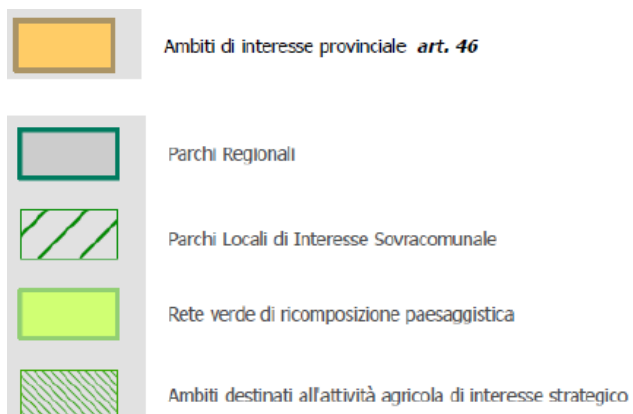 Ambiti di interesse provinciale art. 46
Parchi Regionali
Parchi Locali di Interesse Sovracomunale
Rete verde di ricomposizione paesaggistica
Ambiti destinati all'attività agricola di interesse strategico